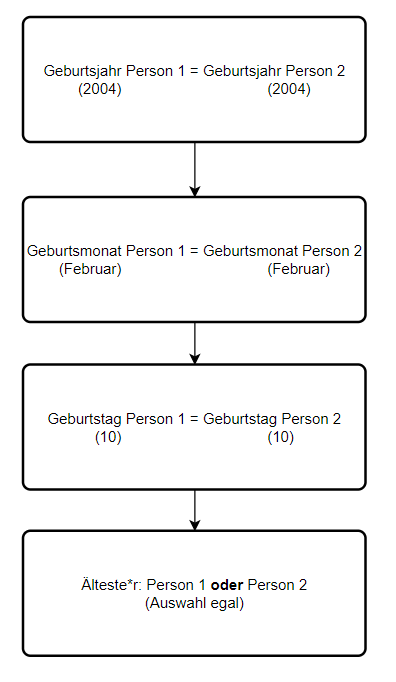 Geburtsjahr Person 1 = Geburtsjahr Person 2
(2004) (2004)
Geburtsmonat Person 1 = Geburtsmonat Person 2
(Februar) (Februar)
Geburtstag Person 1 = Geburtstag Person 2
(10) (10)
Älteste*r: Person 1 oder Person 2
(Auswahl egal)